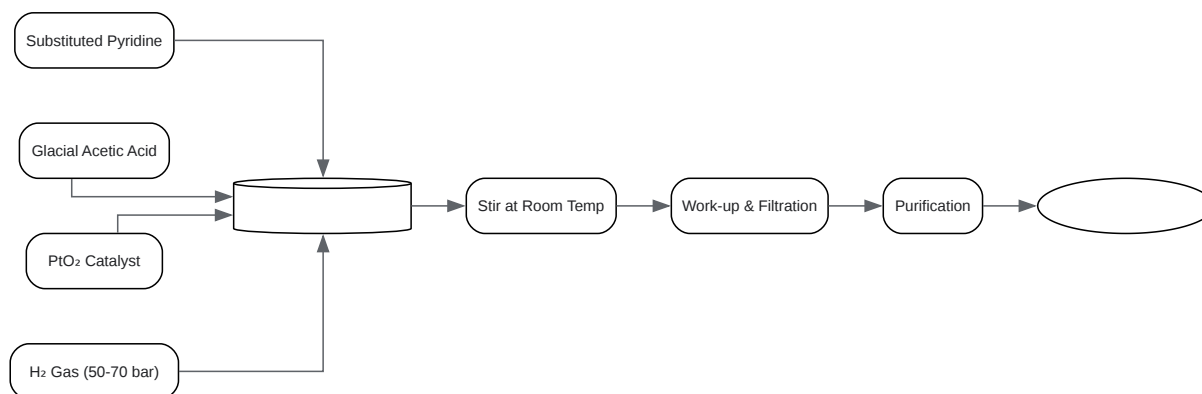 Substituted Pyridine
Glacial Acetic Acid
PtO₂ Catalyst
H₂ Gas (50-70 bar)
Stir at Room Temp
Work-up & Filtration
Purification